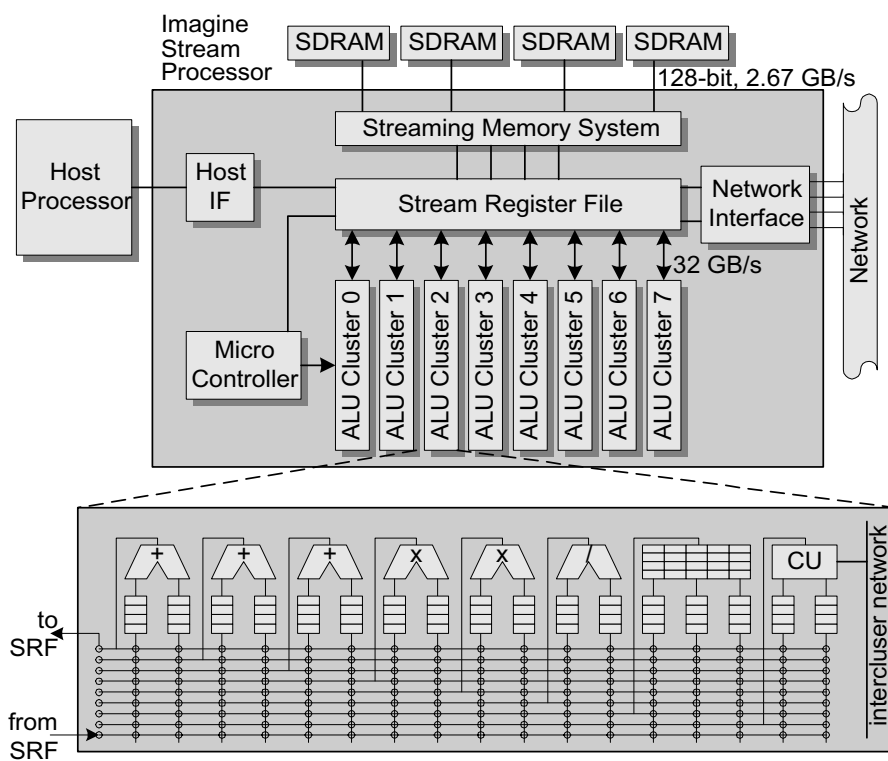 Imagine
Stream
Processor
SDRAM
SDRAM
SDRAM
SDRAM
128-bit, 2.67 GB/s
Streaming Memory System
Host
Processor
Host
IF
Stream Register File
Network
Interface
Network
32 GB/s
Micro
Controller
ALU Cluster 0
ALU Cluster 1
ALU Cluster 2
ALU Cluster 3
ALU Cluster 4
ALU Cluster 5
ALU Cluster 6
ALU Cluster 7
+
+
+
x
x
/
CU
intercluser network
to
SRF
from
SRF